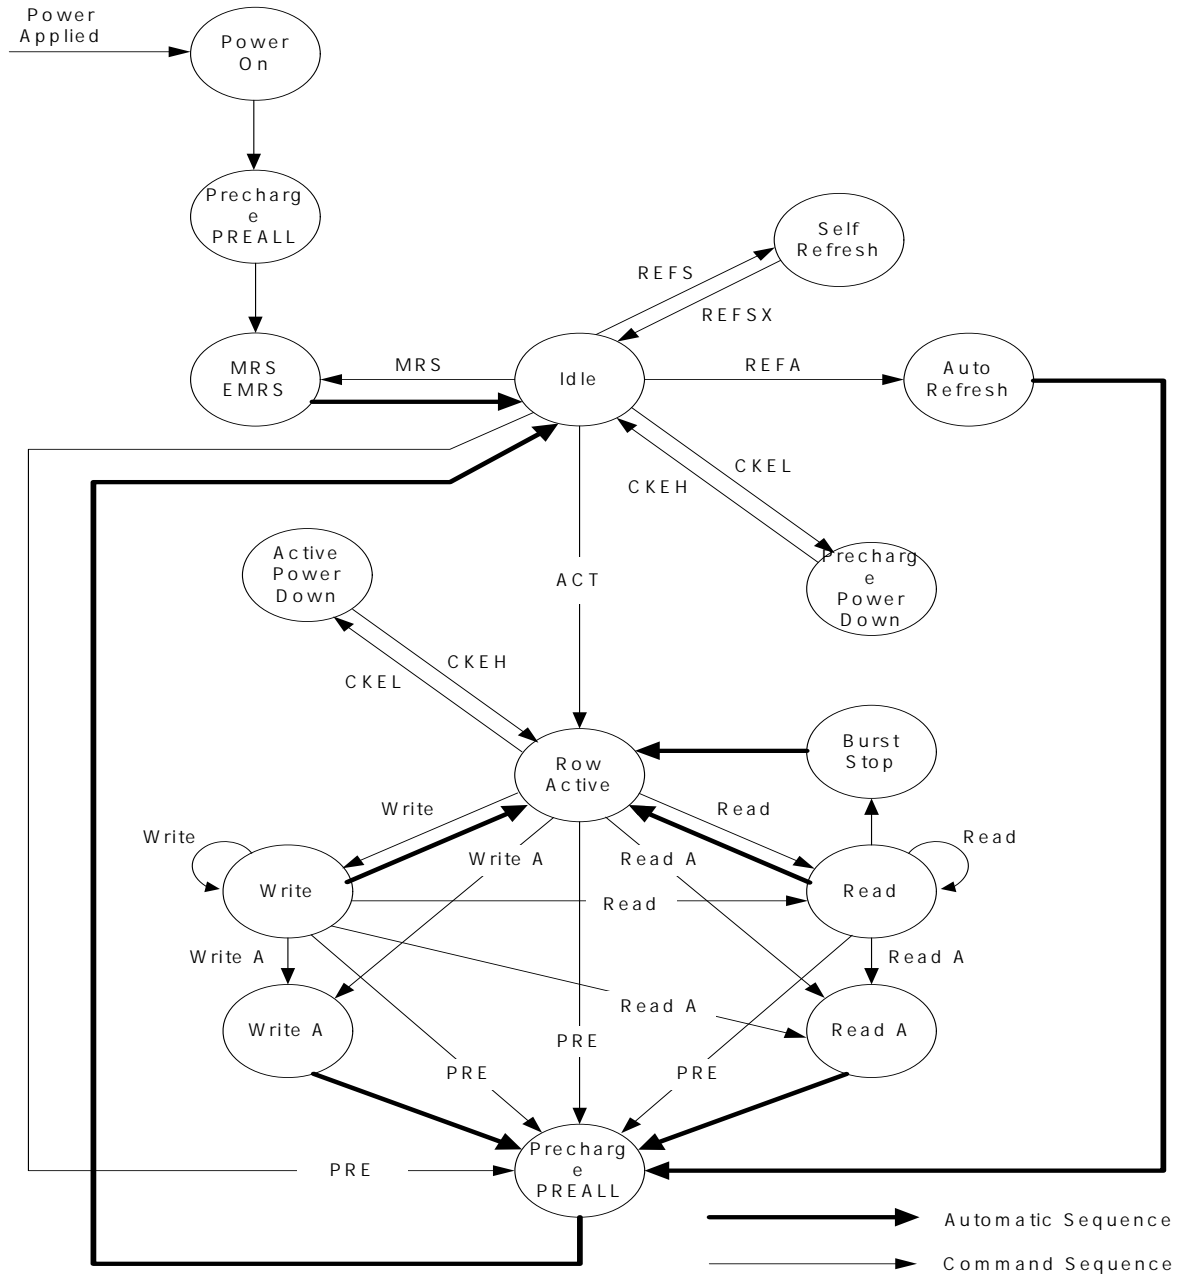 Power
Applied
Power
On
Precharg
e
PREALL
Self
Refresh
REFS
REFSX
MRS
EMRS
MRS
Idle
REFA
Auto
Refresh
CKEL
CKEH
Active
Power
Down
ACT
Precharg
e
Power
Down
CKEH
CKEL
Row
Active
Burst
Stop
Write
Read
Write
Write A
Read A
Read
Write
Read
Read
Write A
Read A
Read A
Write A
Read A
PRE
PRE
PRE
Precharg
e
PREALL
PRE
Automatic Sequence
Command Sequence